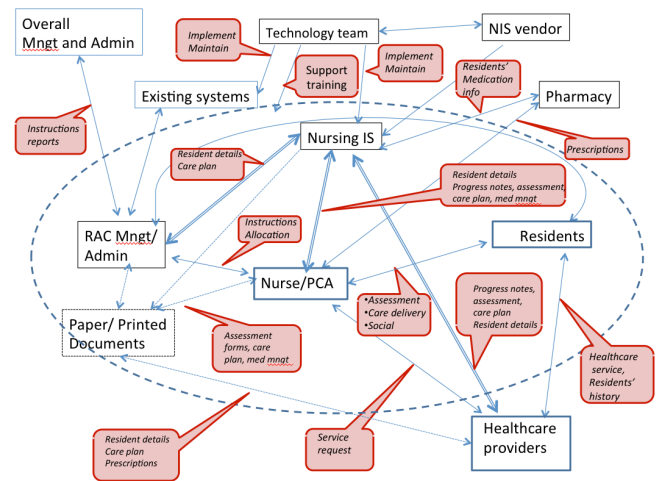 Overall
Mngt and Admin
Implement
Maintain
Technology team
NIS vendor
Implement
Maintain
Support
training
Residents'
Medication
info
Existing systems
Pharmacy
Instructions
reports
Nursing IS
Prescriptions
Resident details
Care plan
Resident details
Progress notes, assessment,
care plan, med mngt
RAC Mngt/
Admin
Instructions
Allocation
Residents
Nurse/PCA
•Assessment
•Care delivery
•Social
Progress notes,
assessment,
care plan
Resident details
Paper/ Printed
Documents
Assessment
forms, care
plan, med mnqt
Healthcare
service,
Residents'
history
Resident details
Care plan
Prescriptions
Service
request
Healthcare
providers